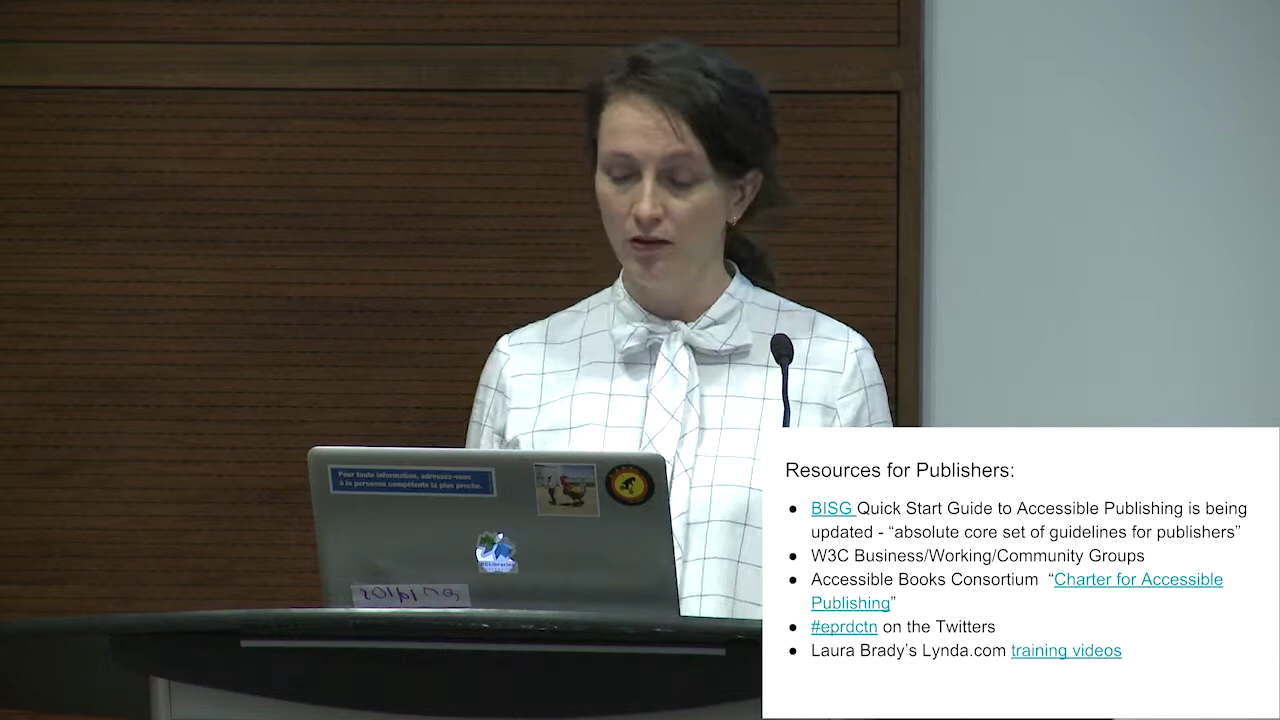 Pour toute information, adressez-vous
à la personne compétente la plus proche.
BCLibraries
Resources for Publishers:
● BISG Quick Start Guide to Accessible Publishing is being
updated - “absolute core set of guidelines for publishers”
● W3C Business/Working/Community Groups
● Accessible Books Consortium “Charter for Accessible
Publishing”
● #eprdctn on the Twitters
● Laura Brady’s Lynda.com training videos